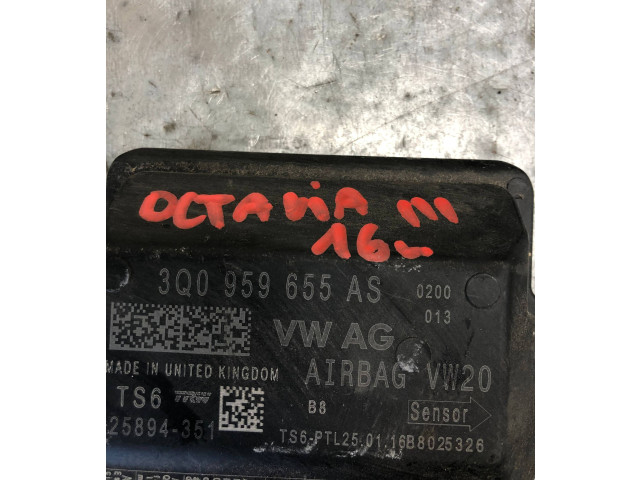 OCTAVIA III
16
3Q0 959 655 AS 0200
013
VW AG
MADE IN UNITED KINGDOM
AIRBAG VW20
TS6 TRW
B8
Sensor
25894-351
TS6-PTL25.01.16B8025326